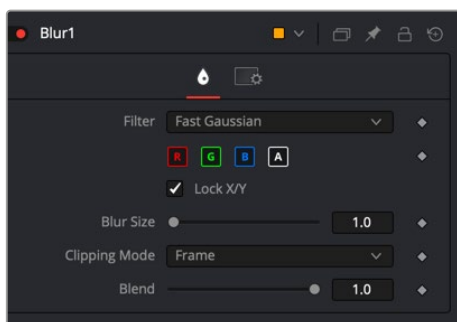 Blur1
Filter Fast Gaussian
R G B A
Lock X/Y
Blur Size 1.0
Clipping Mode Frame
Blend 1.0